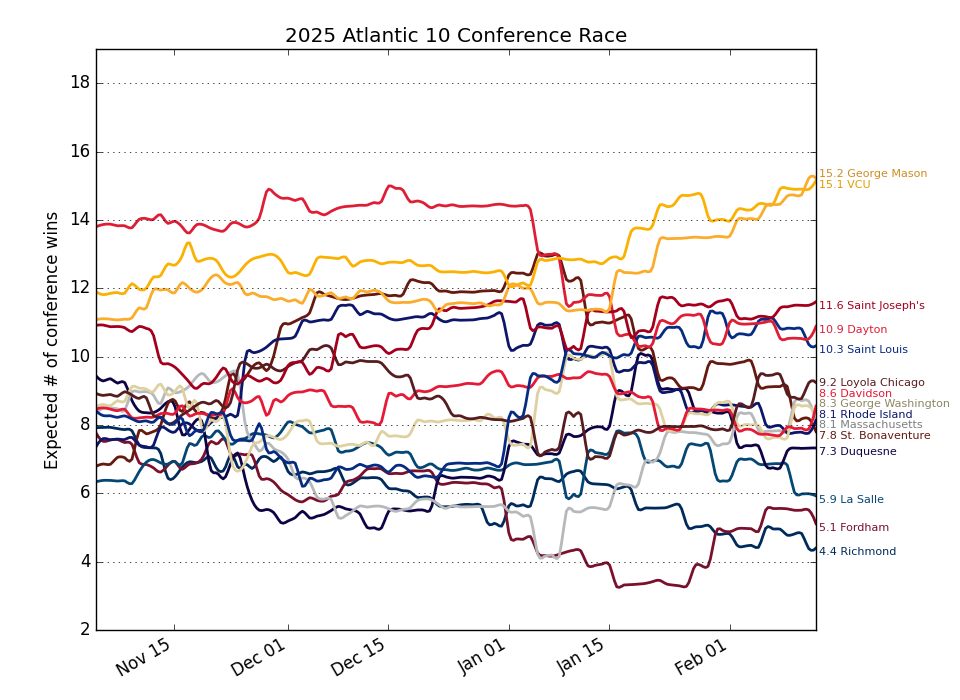 2025 Atlantic 10 Conference Race
Expected # of conference wins
18
16
14
12
10
8
6
4
2
Nov 15
Dec 01
Dec 15
Jan 01
Jan 15
Feb 01
15.2 George Mason
15.1 VCU
11.6 Saint Joseph's
10.9 Dayton
10.3 Saint Louis
9.2 Loyola Chicago
8.6 Davidson
8.3 George Washington
8.1 Rhode Island
8.1 Massachusetts
7.8 St. Bonaventure
7.3 Duquesne
5.9 La Salle
5.1 Fordham
4.4 Richmond